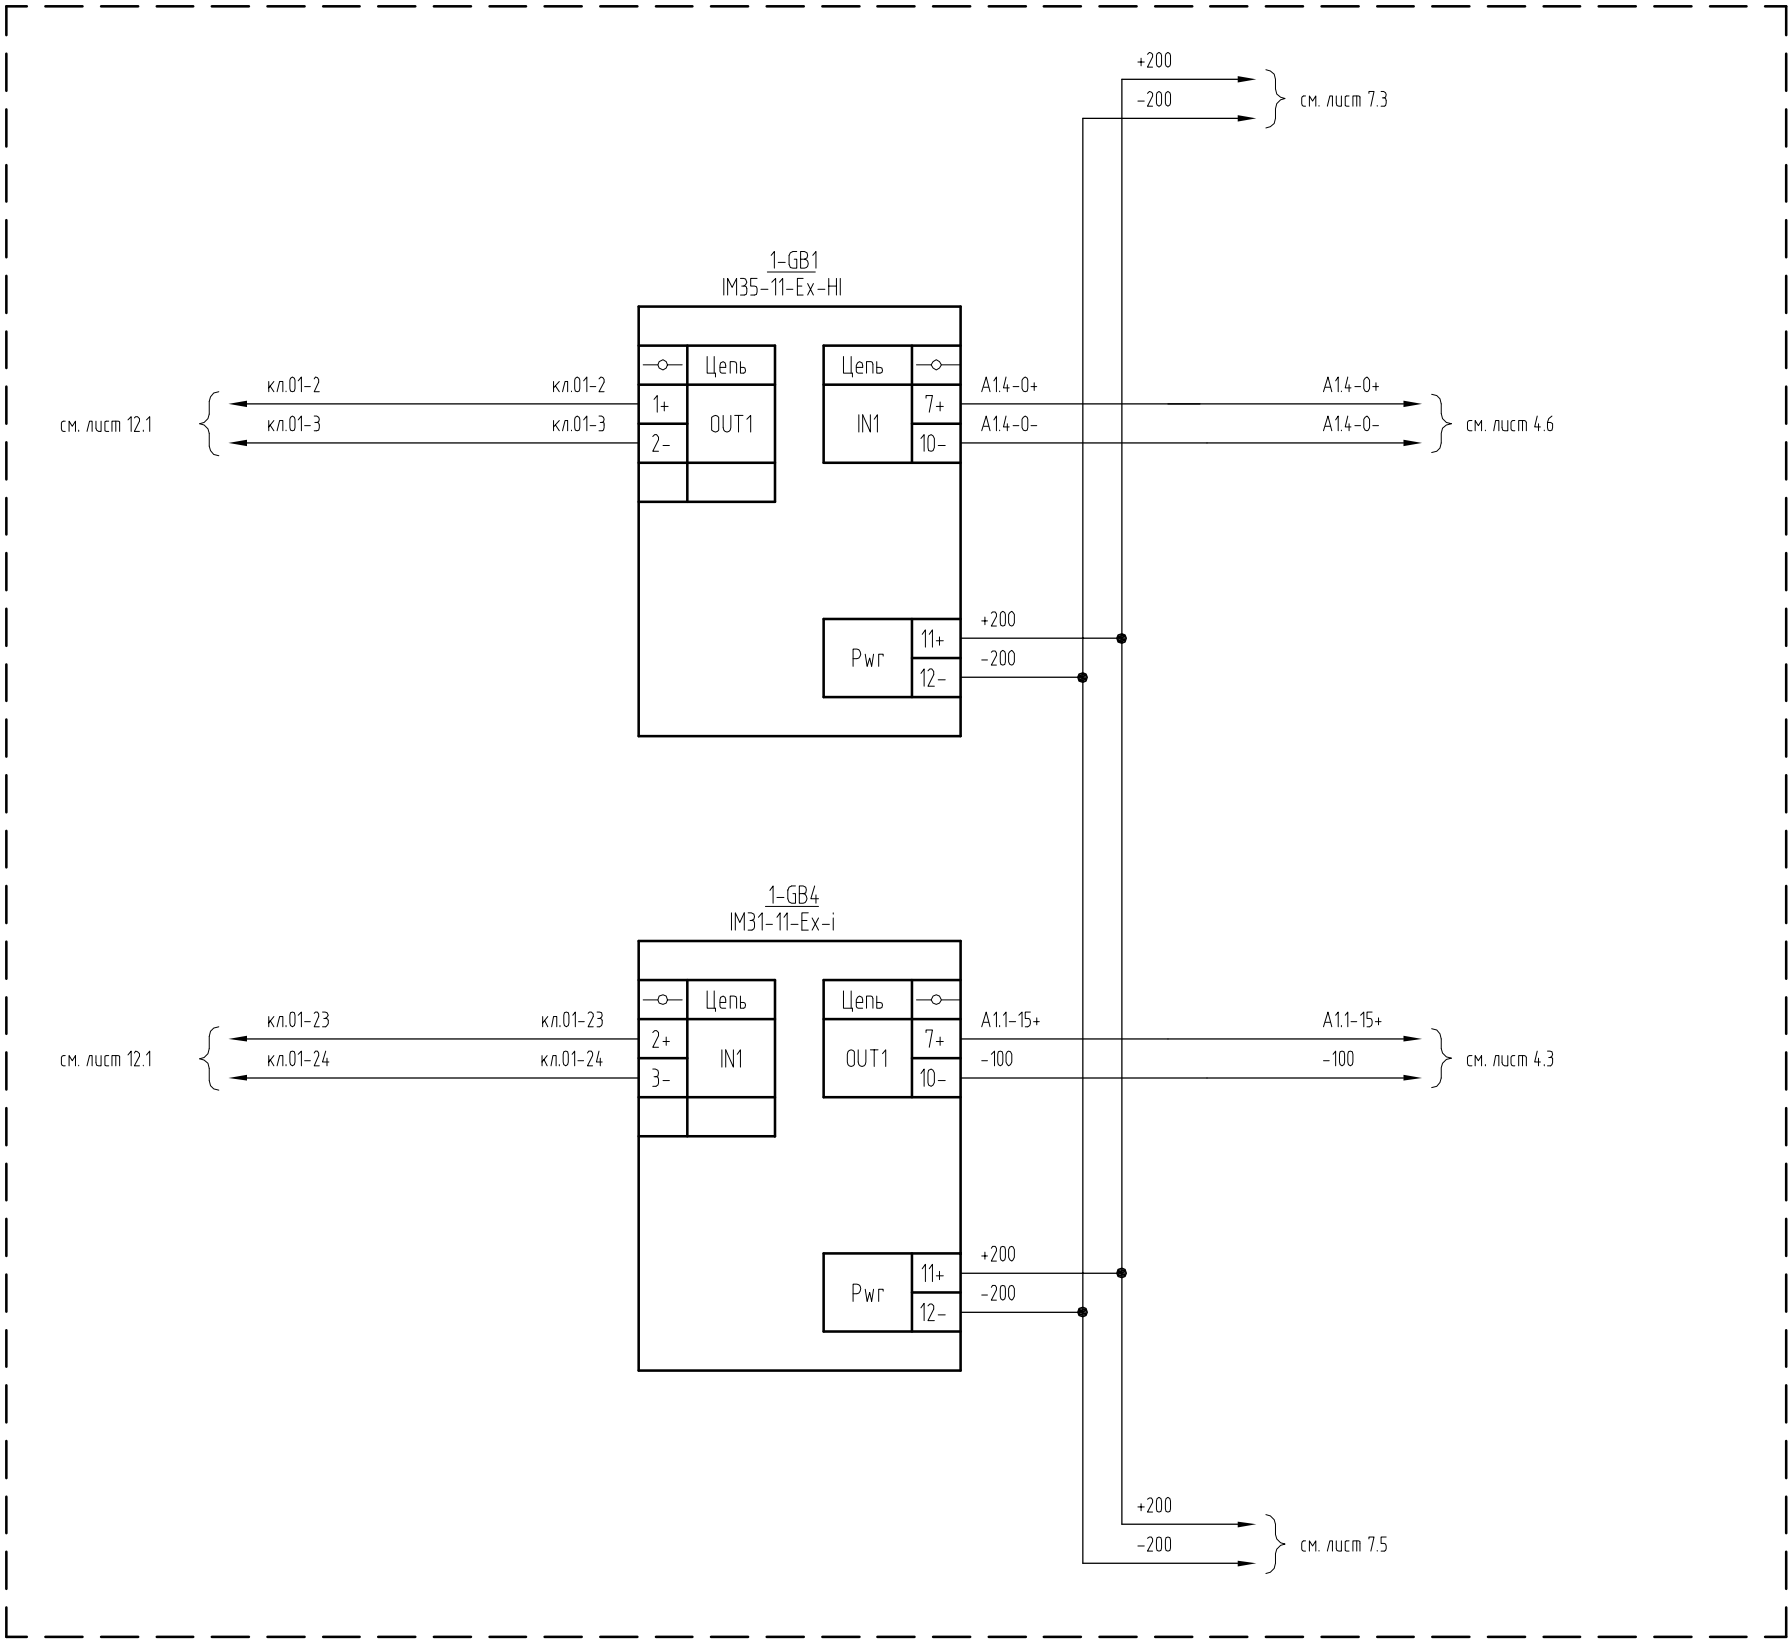 +200
-200
см. лист 7.3
1-GB1
IM35-11-Ex-HI
Цепь
Цепь
кл.01-2
кл.01-2
1+
OUT1
IN1
7+
A1.4-0+
A1.4-0+
см. лист 12.1
кл.01-3
кл.01-3
2-
10-
A1.4-0-
A1.4-0-
см. лист 4.6
Pwr
11+
+200
12-
-200
1-GB4
IM31-11-Ex-i
Цепь
Цепь
кл.01-23
кл.01-23
2+
IN1
OUT1
7+
A1.1-15+
A1.1-15+
см. лист 12.1
кл.01-24
кл.01-24
3-
10-
-100
-100
см. лист 4.3
Pwr
11+
+200
12-
-200
+200
-200
см. лист 7.5